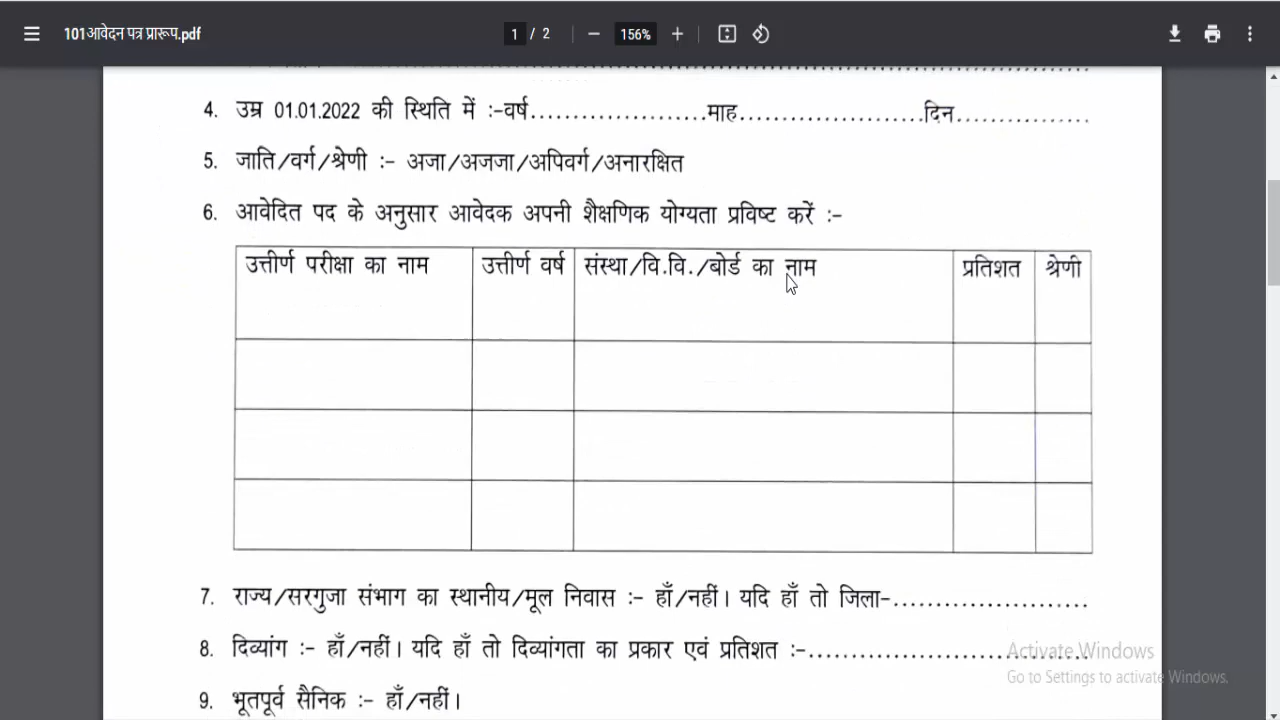 101आवेदन पत्र प्रारूप.pdf
1 / 2
156%
4. उम्र 01.01.2022 की स्थिति में :-वर्ष......................माह.......................दिन................
5. जाति/वर्ग/श्रेणी :- अजा/अजजा/अपिवर्ग/अनारक्षित
6. आवेदित पद के अनुसार आवेदक अपनी शैक्षणिक योग्यता प्रविष्ट करें :-
उत्तीर्ण परीक्षा का नाम उत्तीर्ण वर्ष संस्था/वि.वि./बोर्ड का नाम प्रतिशत श्रेणी
7. राज्य/सरगुजा संभाग का स्थानीय/मूल निवास :- हाँ/नहीं। यदि हाँ तो जिला-........................
8. दिव्यांग :- हाँ/नहीं। यदि हाँ तो दिव्यांगता का प्रकार एवं प्रतिशत :-...................................
Activate Windows
Go to Settings to activate Windows.
9. भूतपूर्व सैनिक :- हाँ/नहीं।